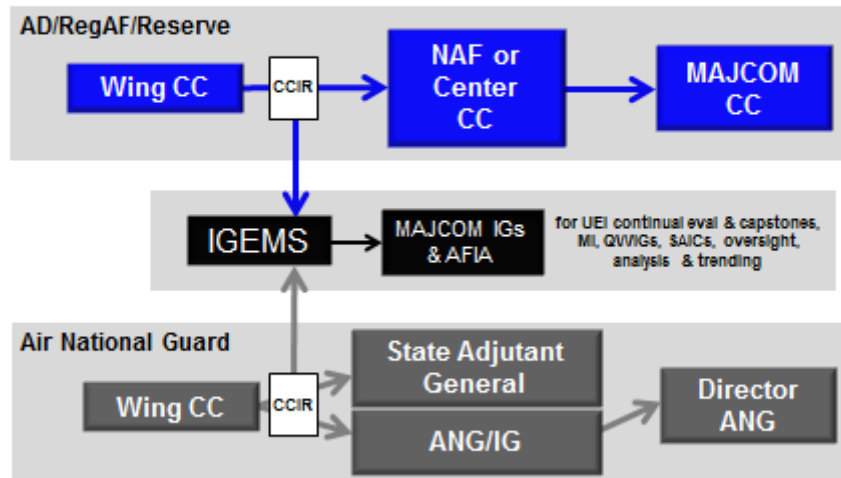 AD/RegAF/Reserve
Wing CC
CCIR
NAF or
Center
CC
MAJCOM
CC
IGEMS
MAJCOM IGs
& AFIA
for UEI continual eval & capstones,
MI, QWIGs, SAICs, oversight,
analysis & trending
Air National Guard
Wing CC
CCIR
State Adjutant
General
ANG/IG
Director
ANG